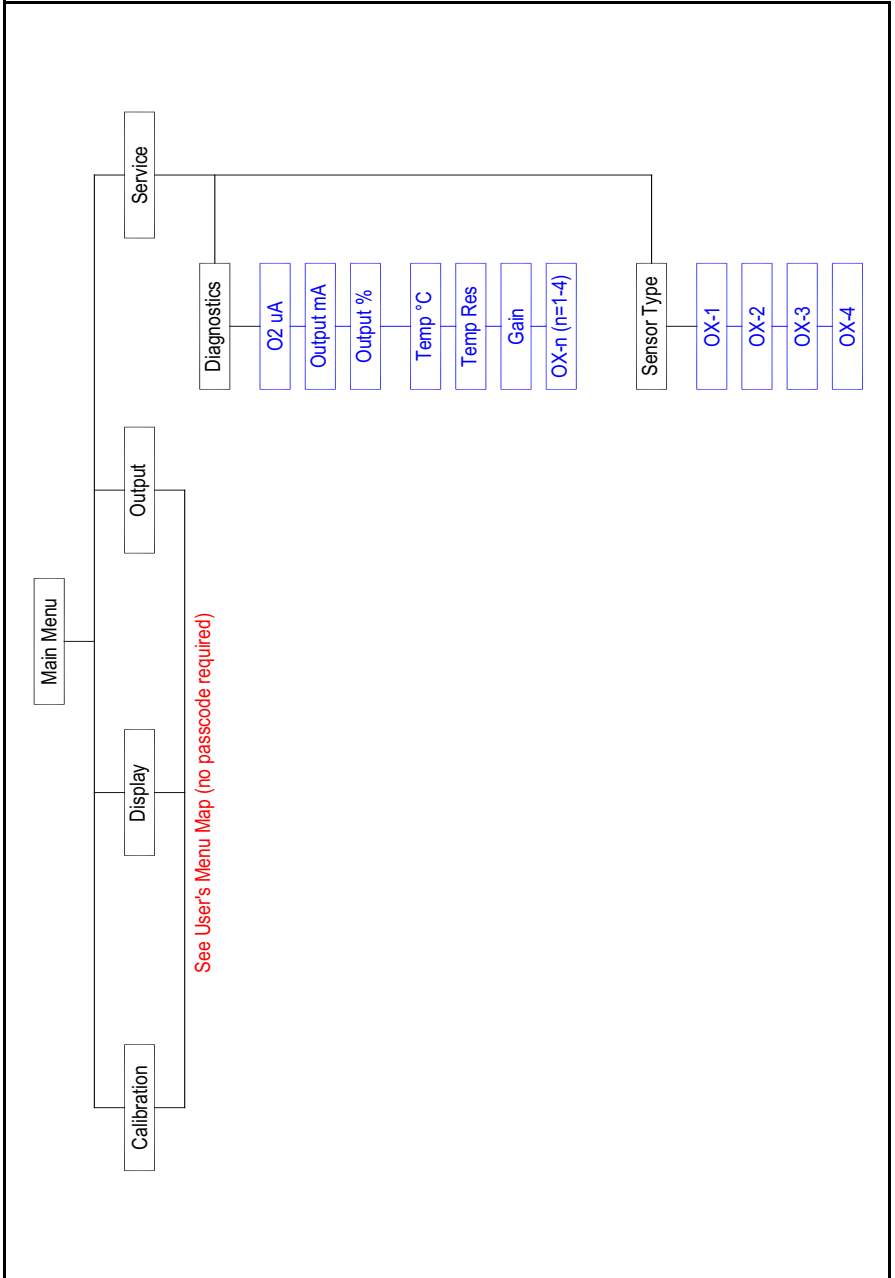 Main Menu
Calibration
Display
Output
Service
See User's Menu Map (no passcode required)
Diagnostics
O2 uA
Output mA
Output %
Temp °C
Temp Res
Gain
OX-n (n=1-4)
Sensor Type
OX-1
OX-2
OX-3
OX-4